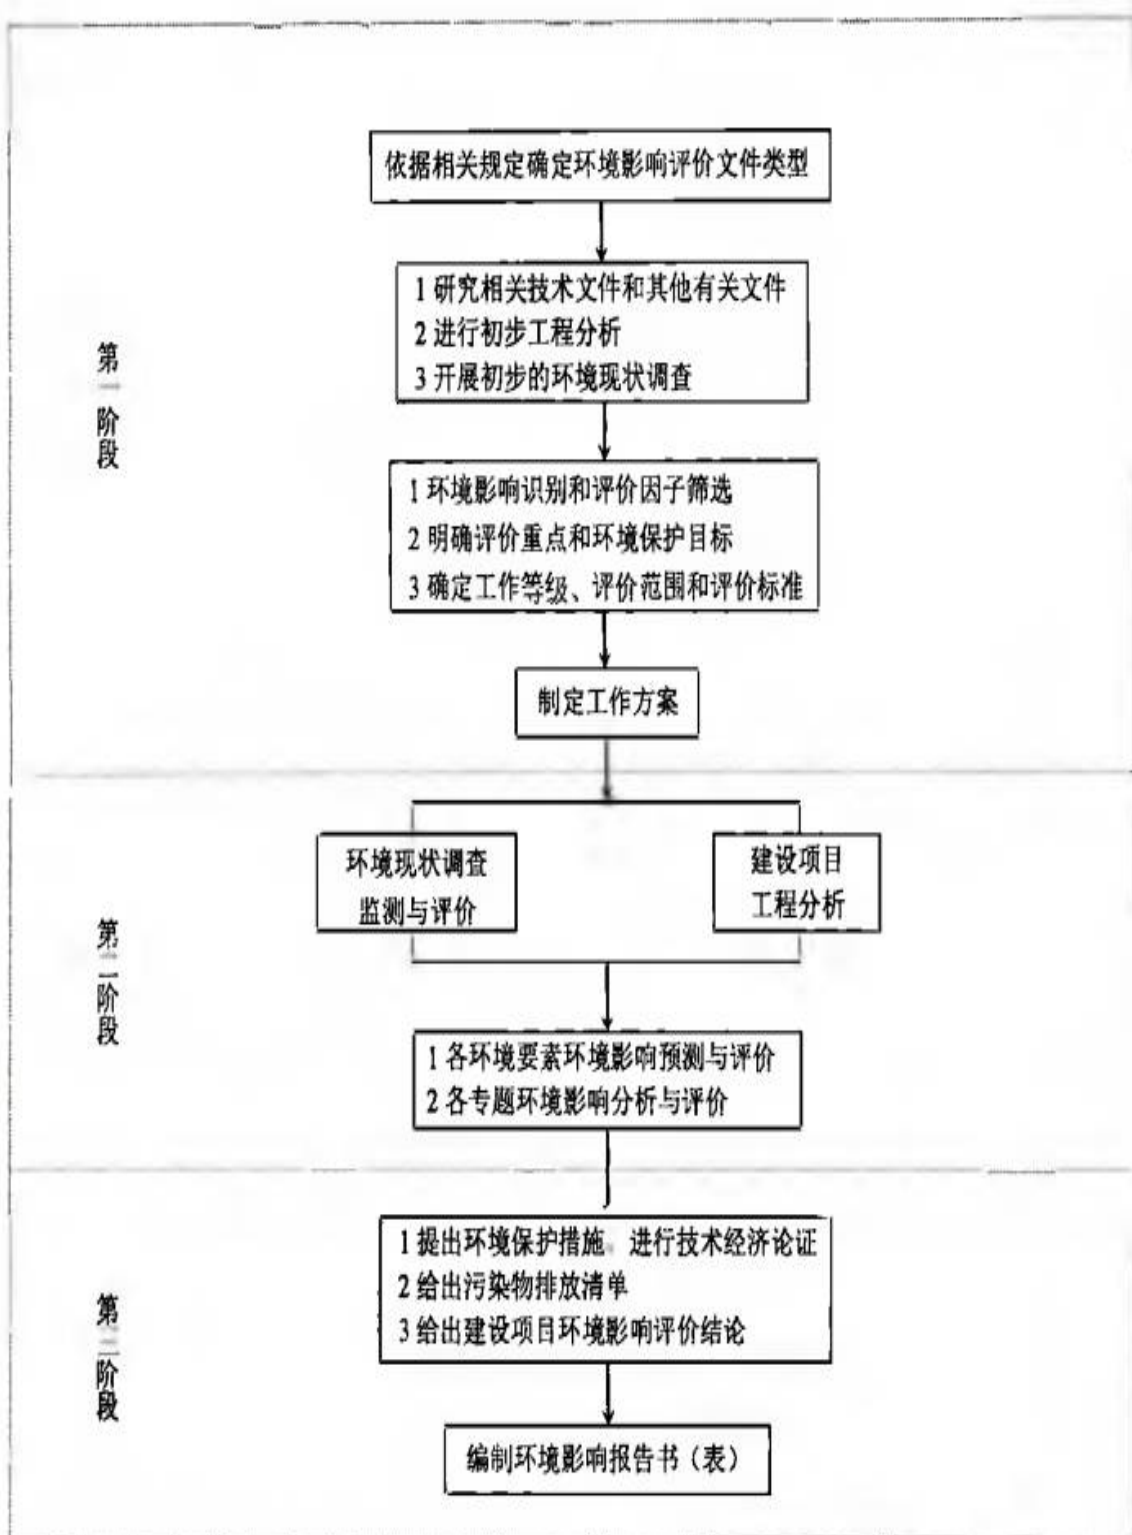 依据相关规定确定环境影响评价文件类型
1 研究相关技术文件和其他有关文件
2 进行初步工程分析
3 开展初步的环境现状调查
第一阶段
1 环境影响识别和评价因子筛选
2 明确评价重点和环境保护目标
3 确定工作等级、评价范围和评价标准
制定工作方案
环境现状调查
监测与评价
建设项目
工程分析
第二阶段
1 各环境要素环境影响预测与评价
2 各专题环境影响分析与评价
1 提出环境保护措施、进行技术经济论证
2 给出污染物排放清单
3 给出建设项目环境影响评价结论
第三阶段
编制环境影响报告书（表）